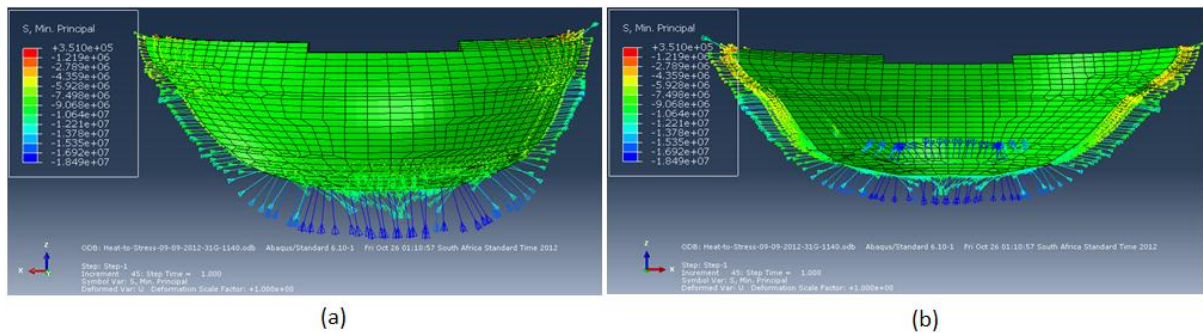 S, Min. Principal
+3.510e+05
-1.219e+06
-2.789e+06
-4.359e+06
-5.928e+06
-7.498e+06
-9.068e+06
-1.064e+07
-1.221e+07
-1.378e+07
-1.535e+07
-1.692e+07
-1.849e+07
Z
X
Y
ODB: Heat-to-Stress-09-09-2012-31G-1140.odb Abaqus/Standard 6.10-1 Fri Oct 26 01:10:57 South Africa Standard Time 2012
Step: Step-1
Increment 45: Step Time = 1.000
Symbol Var: S, Min. Principal
Deformed Var: U Deformation Scale Factor: +1.000e+00
(a)
S, Min. Principal
+3.510e+05
-1.219e+06
-2.789e+06
-4.359e+06
-5.928e+06
-7.498e+06
-9.068e+06
-1.064e+07
-1.221e+07
-1.378e+07
-1.535e+07
-1.692e+07
-1.849e+07
Z
X
ODB: Heat-to-Stress-09-09-2012-31G-1140.odb Abaqus/Standard 6.10-1 Fri Oct 26 01:10:57 South Africa Standard Time 2012
Step: Step-1
Increment 45: Step Time = 1.000
Symbol Var: S, Min. Principal
Deformed Var: U Deformation Scale Factor: +1.000e+00
(b)